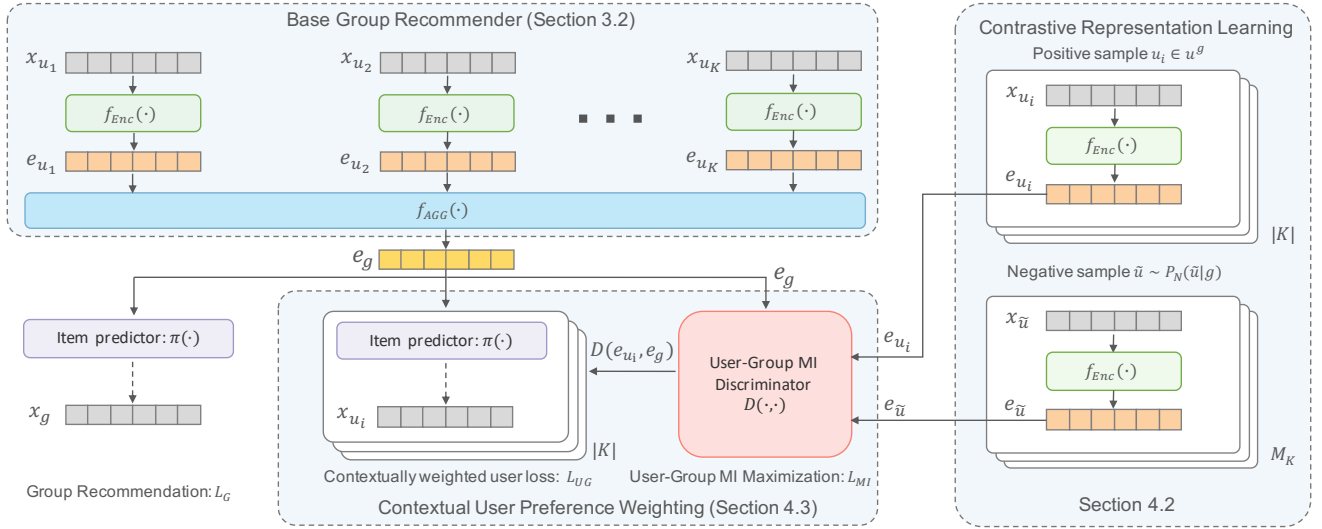 Base Group Recommender (Section 3.2)
x_{u_1}
x_{u_2}
x_{u_K}
f_{Enc}(·)
f_{Enc}(·)
f_{Enc}(·)
e_{u_1}
e_{u_2}
e_{u_K}
f_{AGG}(·)
e_g
e_g
Item predictor: π(·)
x_g
Group Recommendation: L_G
Item predictor: π(·)
x_{u_i}
|K|
D(e_{u_i}, e_g)
User-Group MI
Discriminator
D(·,·)
Contextually weighted user loss: L_{UG}
User-Group MI Maximization: L_{MI}
Contextual User Preference Weighting (Section 4.3)
Contrastive Representation Learning
Positive sample u_i ∈ u^g
x_{u_i}
f_{Enc}(·)
e_{u_i}
|K|
e_{u_i}
Negative sample ũ ~ P_N(ũ|g)
x_ũ
f_{Enc}(·)
e_ũ
e_ũ
M_K
Section 4.2